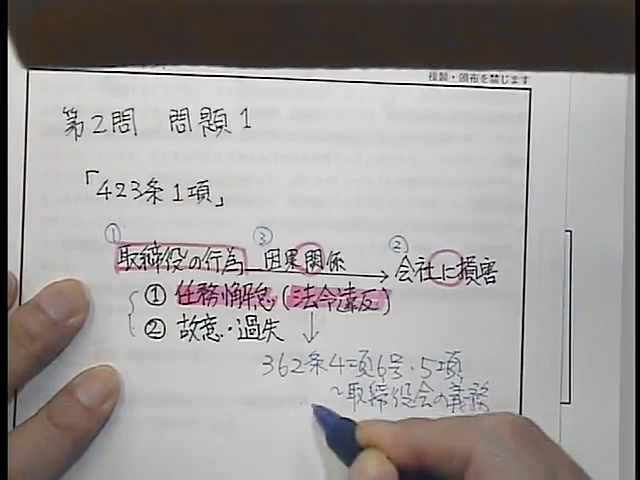 複製・頒布を禁じます
第2問 問題1
「423条1項」
① ③ ②
取締役の行為 因果関係 会社に損害
① 任務懈怠(法令違反)
② 故意・過失
362条4項6号・5項
~取締役会の義務